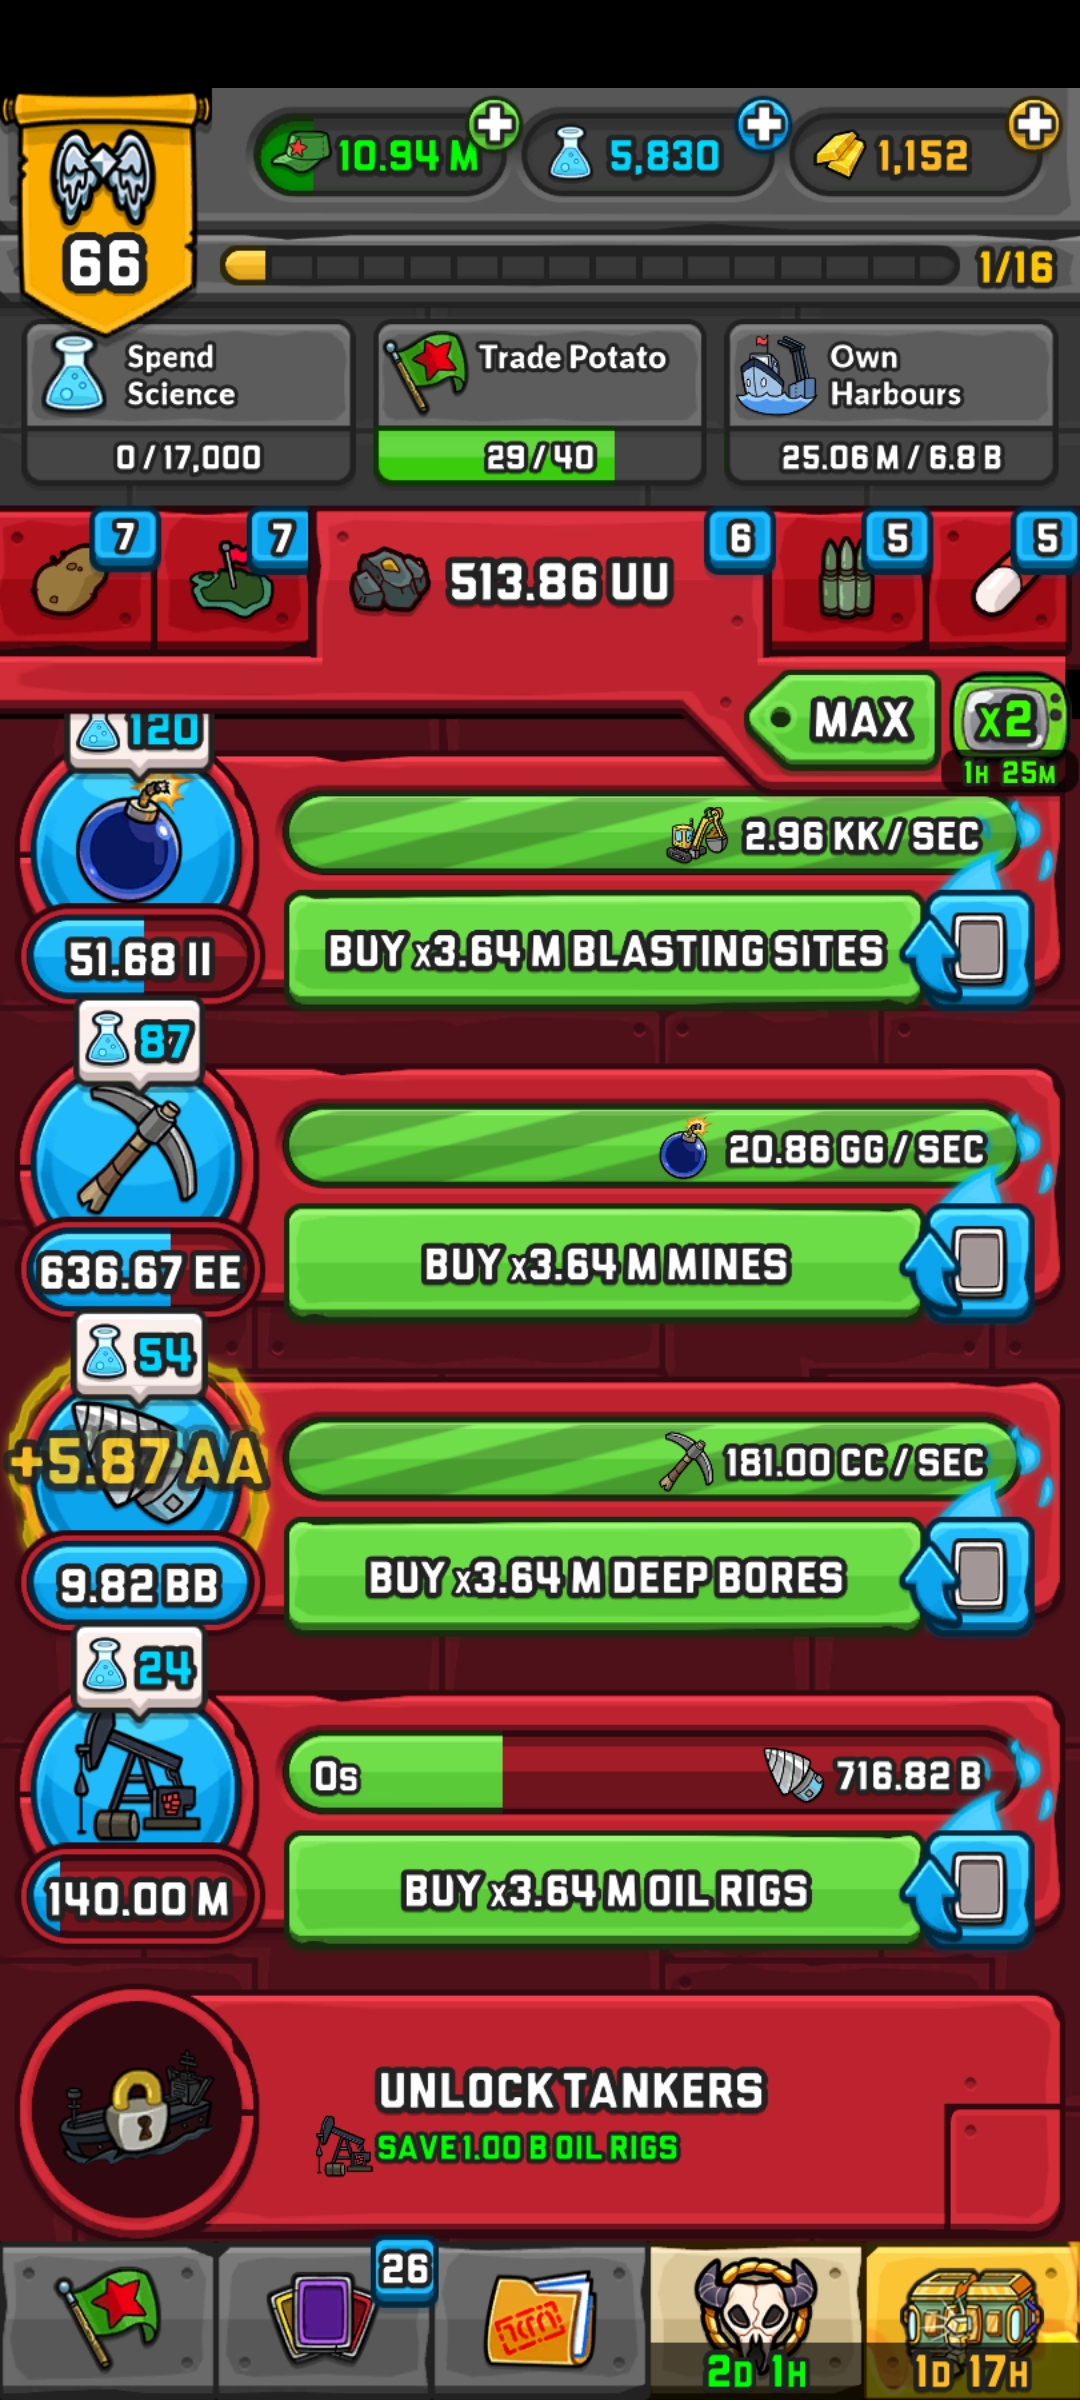 10.94 M
5,830
1,152
66
1/16
Spend
Science
0 / 17,000
Trade Potato
29 / 40
Own
Harbours
25.06 M / 6.8 B
7
7
513.86 UU
6
5
5
MAX
x2
1H 25M
120
2.96 KK / SEC
51.68 II
BUY x3.64 M BLASTING SITES
87
20.86 GG / SEC
636.67 EE
BUY x3.64 M MINES
54
+5.87 AA
181.00 CC / SEC
9.82 BB
BUY x3.64 M DEEP BORES
24
0s
716.82 B
140.00 M
BUY x3.64 M OIL RIGS
UNLOCK TANKERS
SAVE 1.00 B OIL RIGS
26
2D 1H
1D 17H